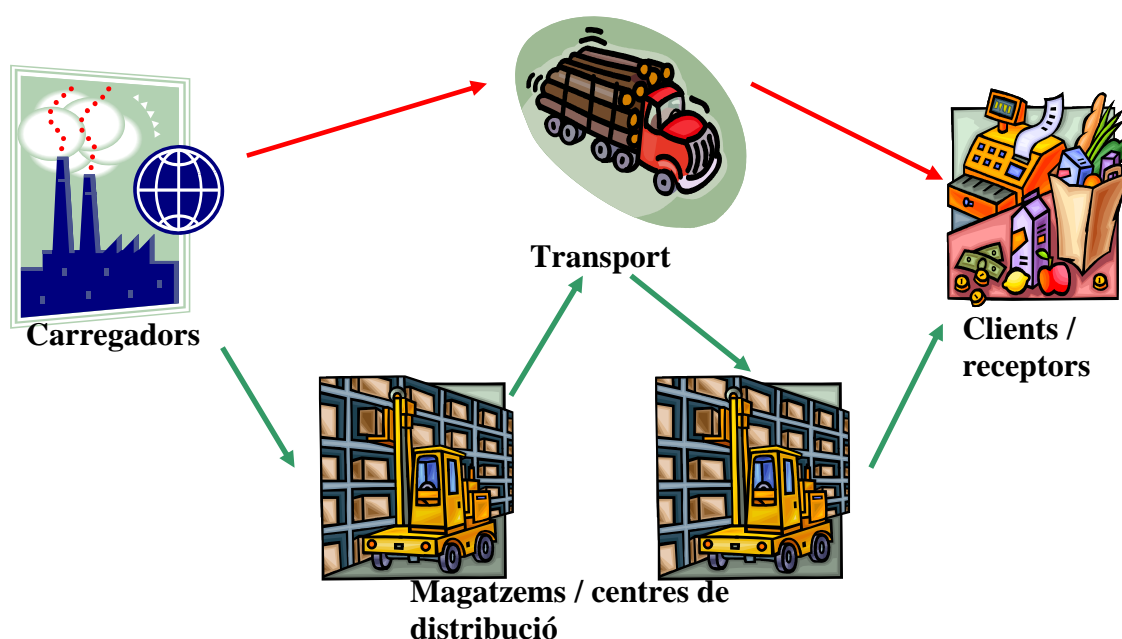 Transport
Carregadors
Clients /
receptors
Magatzems / centres de
distribució